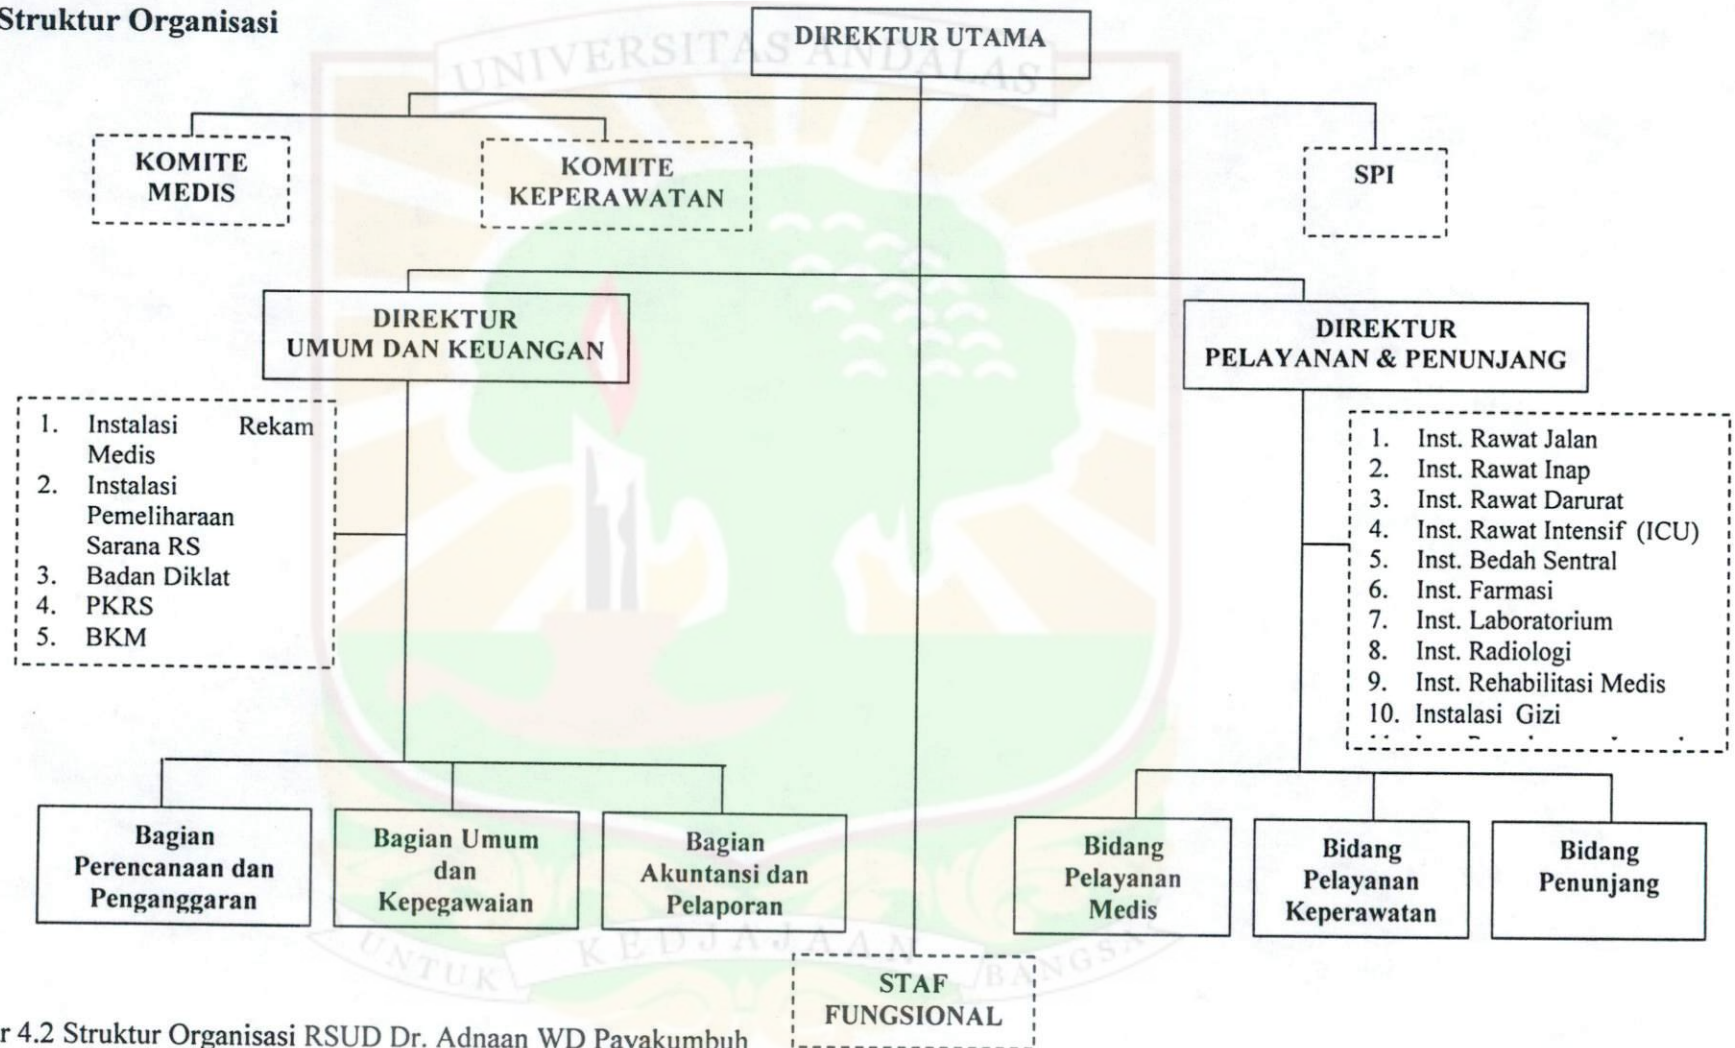 Struktur Organisasi
UNIVERSITAS ANDALAS
DIREKTUR UTAMA
KOMITE
MEDIS
KOMITE
KEPERAWATAN
SPI
DIREKTUR
UMUM DAN KEUANGAN
DIREKTUR
PELAYANAN & PENUNJANG
1. Instalasi Rekam
Medis
2. Instalasi
Pemeliharaan
Sarana RS
3. Badan Diklat
4. PKRS
5. BKM
1. Inst. Rawat Jalan
2. Inst. Rawat Inap
3. Inst. Rawat Darurat
4. Inst. Rawat Intensif (ICU)
5. Inst. Bedah Sentral
6. Inst. Farmasi
7. Inst. Laboratorium
8. Inst. Radiologi
9. Inst. Rehabilitasi Medis
10. Instalasi Gizi
Bagian
Perencanaan dan
Penganggaran
Bagian Umum
dan
Kepegawaian
Bagian
Akuntansi dan
Pelaporan
Bidang
Pelayanan
Medis
Bidang
Pelayanan
Keperawatan
Bidang
Penunjang
UNTUK KEDJAJAAN BANGSA
STAF
FUNGSIONAL
r 4.2 Struktur Organisasi RSUD Dr. Adnaan WD Payakumbuh